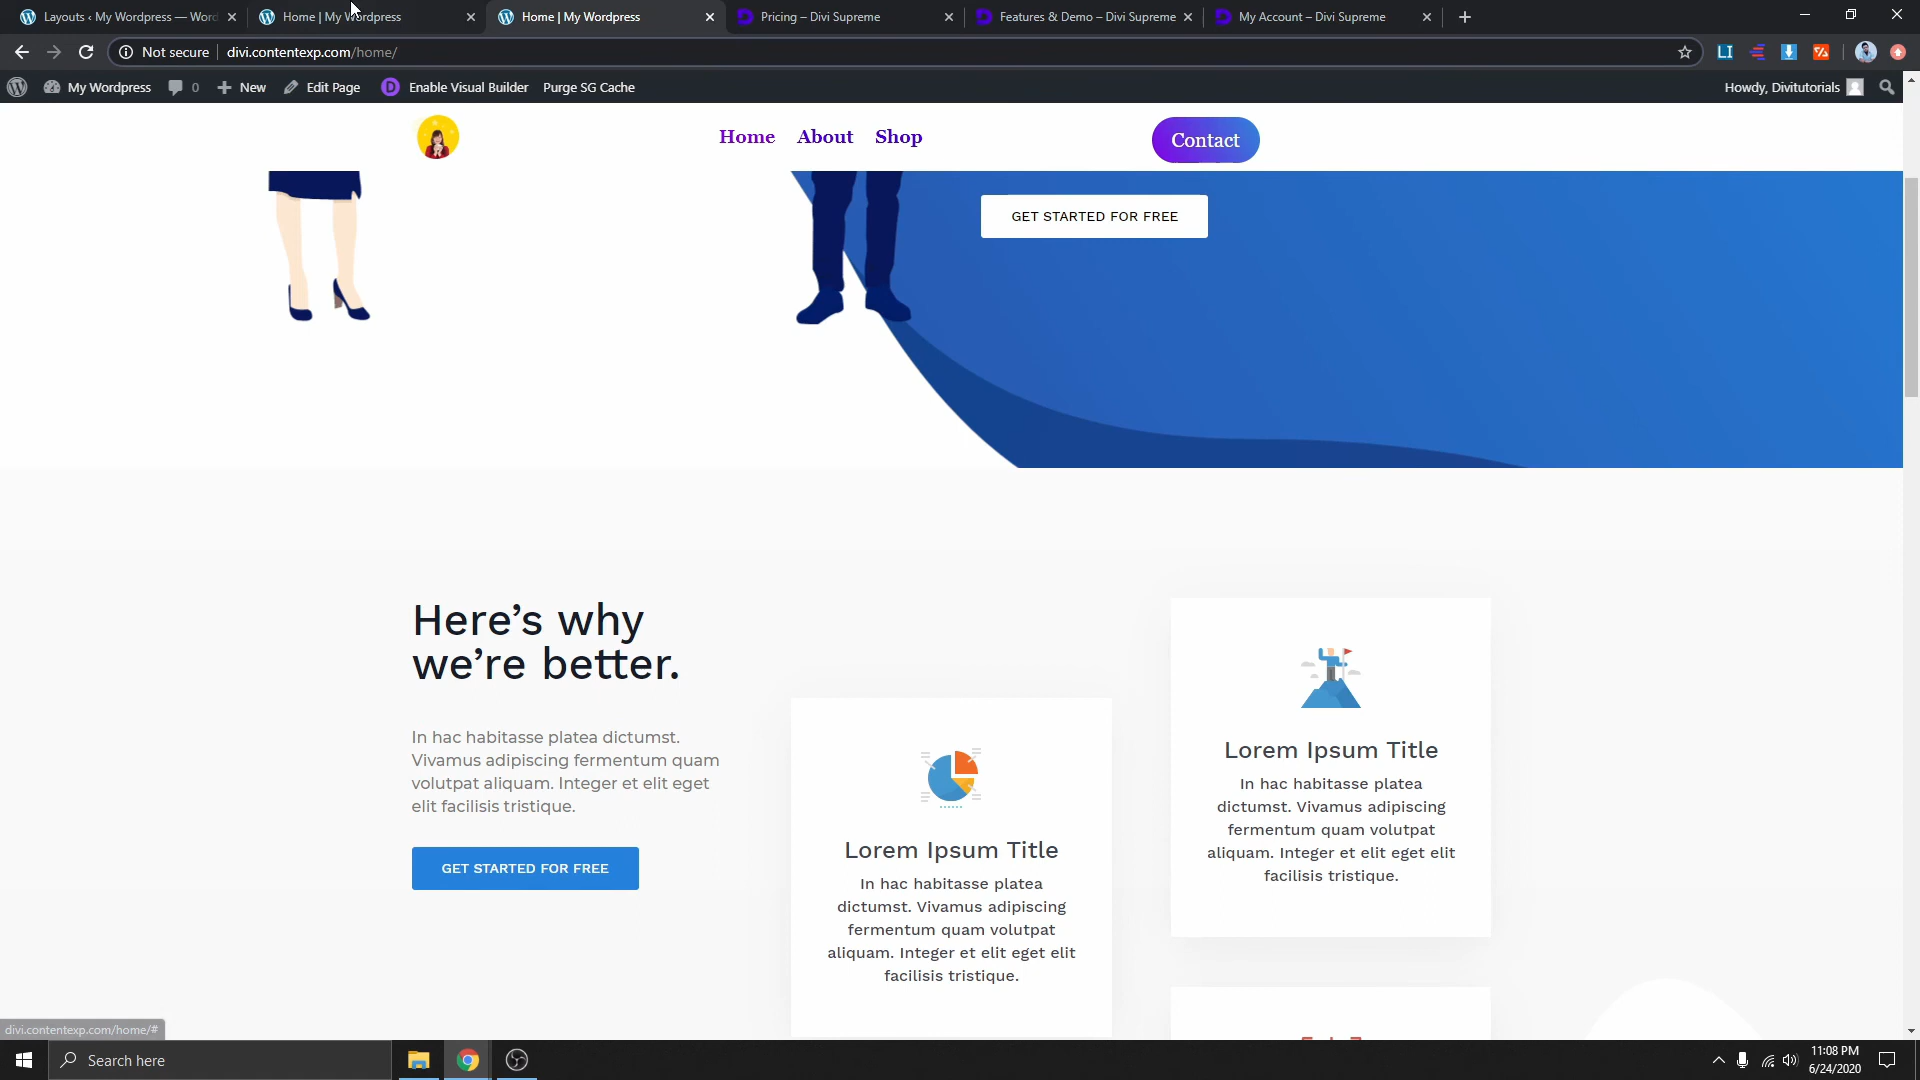 Layouts ‹ My Wordpress — Word
Home | My Wordpress
Home | My Wordpress
Pricing – Divi Supreme
Features & Demo – Divi Supreme
My Account – Divi Supreme
Not secure
divi.contentexp.com/home/
My Wordpress
0
New
Edit Page
Enable Visual Builder
Purge SG Cache
Howdy, Divitutorials
Home
About
Shop
Contact
GET STARTED FOR FREE
Here’s why
we’re better.
In hac habitasse platea dictumst.
Vivamus adipiscing fermentum quam
volutpat aliquam. Integer et elit eget
elit facilisis tristique.
GET STARTED FOR FREE
Lorem Ipsum Title
In hac habitasse platea
dictumst. Vivamus adipiscing
fermentum quam volutpat
aliquam. Integer et elit eget elit
facilisis tristique.
Lorem Ipsum Title
In hac habitasse platea
dictumst. Vivamus adipiscing
fermentum quam volutpat
aliquam. Integer et elit eget elit
facilisis tristique.
divi.contentexp.com/home/#
Search here
11:08 PM
6/24/2020